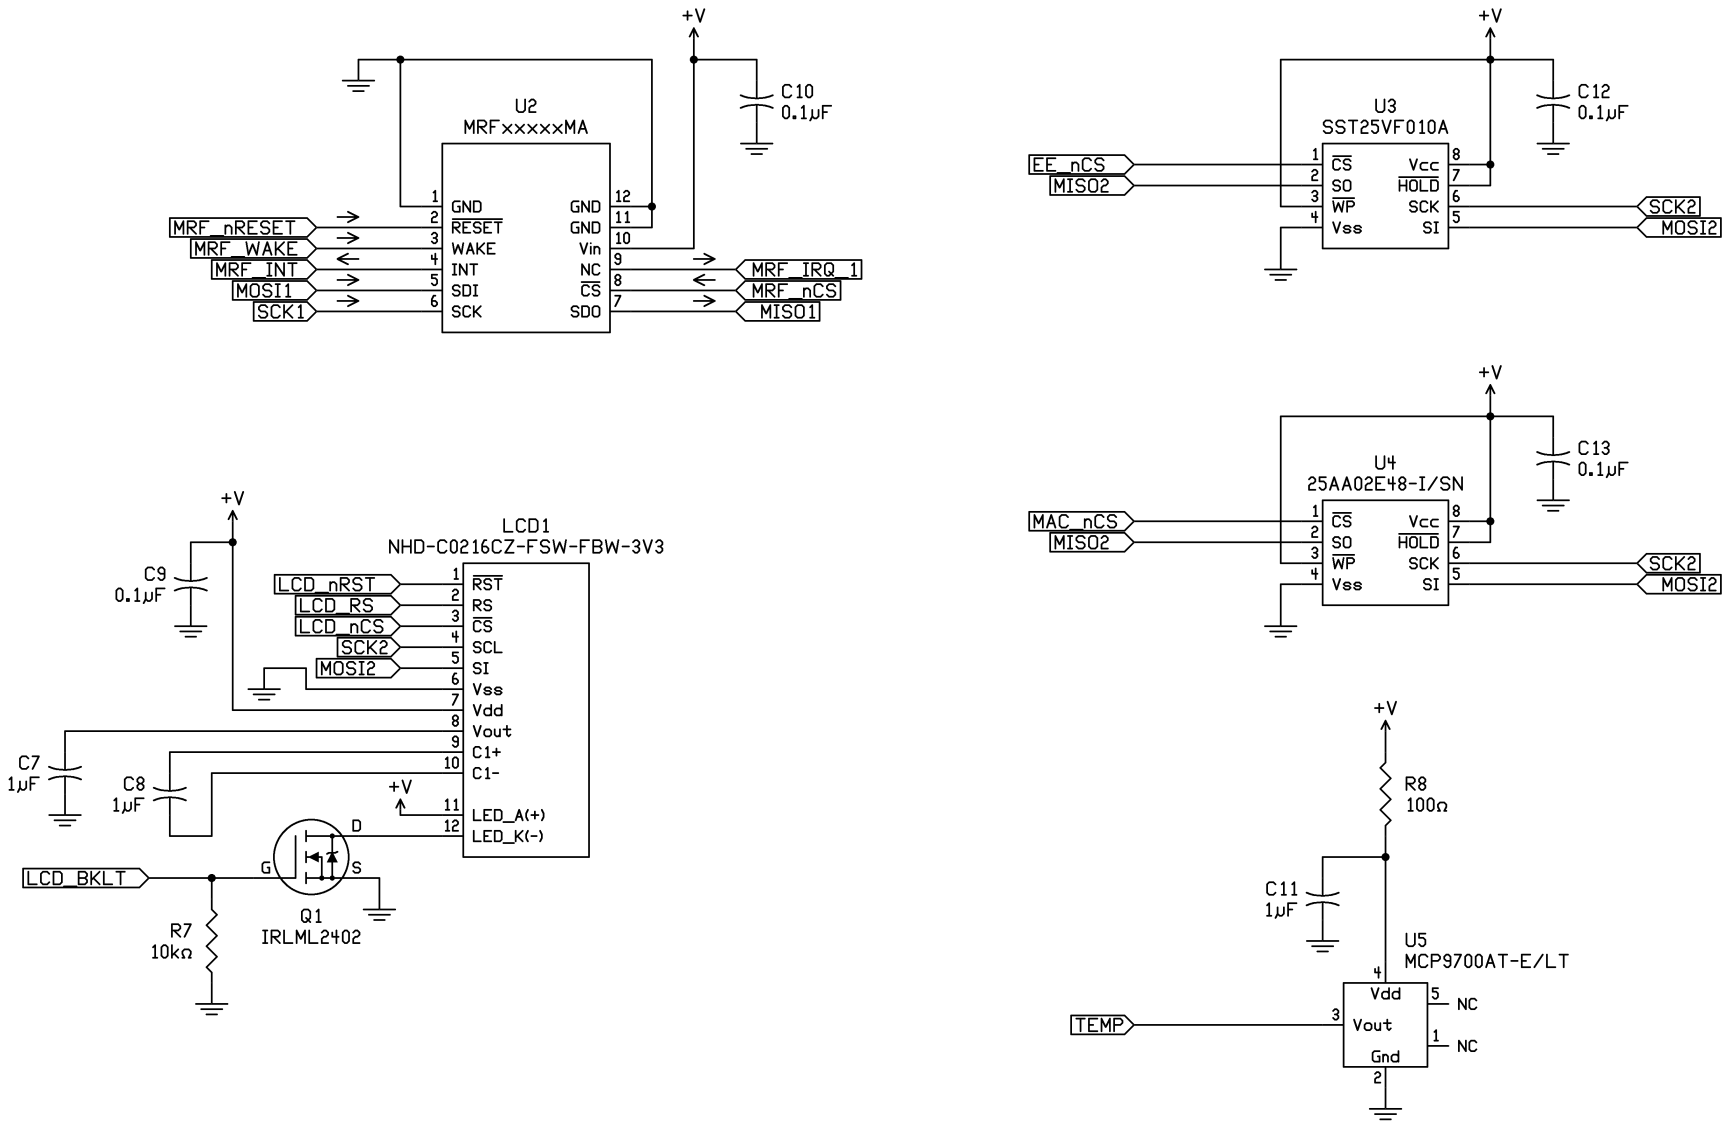 +V
C10
0.1µF
U2
MRFxxxxxMA
1 GND
2 RESET
3 WAKE
4 INT
5 SDI
6 SCK
GND 12
GND 11
Vin 10
NC 9
CS 8
SDO 7
MRF_nRESET
MRF_WAKE
MRF_INT
MOSI1
SCK1
MRF_IRQ_1
MRF_nCS
MISO1
+V
C12
0.1µF
U3
SST25VF010A
EE_nCS
MISO2
1 CS
2 SO
3 WP
4 Vss
Vcc 8
HOLD 7
SCK 6
SI 5
SCK2
MOSI2
+V
C13
0.1µF
U4
25AA02E48-I/SN
MAC_nCS
MISO2
1 CS
2 SO
3 WP
4 Vss
Vcc 8
HOLD 7
SCK 6
SI 5
SCK2
MOSI2
+V
C9
0.1µF
LCD1
NHD-C0216CZ-FSW-FBW-3V3
LCD_nRST
LCD_RS
LCD_nCS
SCK2
MOSI2
1 RST
2 RS
3 CS
4 SCL
5 SI
6 Vss
7 Vdd
8 Vout
9 C1+
10 C1-
11 LED_A(+)
12 LED_K(-)
C7
1µF
C8
1µF
+V
D
G
S
LCD_BKLT
Q1
IRLML2402
R7
10kΩ
+V
R8
100Ω
C11
1µF
U5
MCP9700AT-E/LT
4
Vdd
5 NC
TEMP
3 Vout
1 NC
Gnd
2